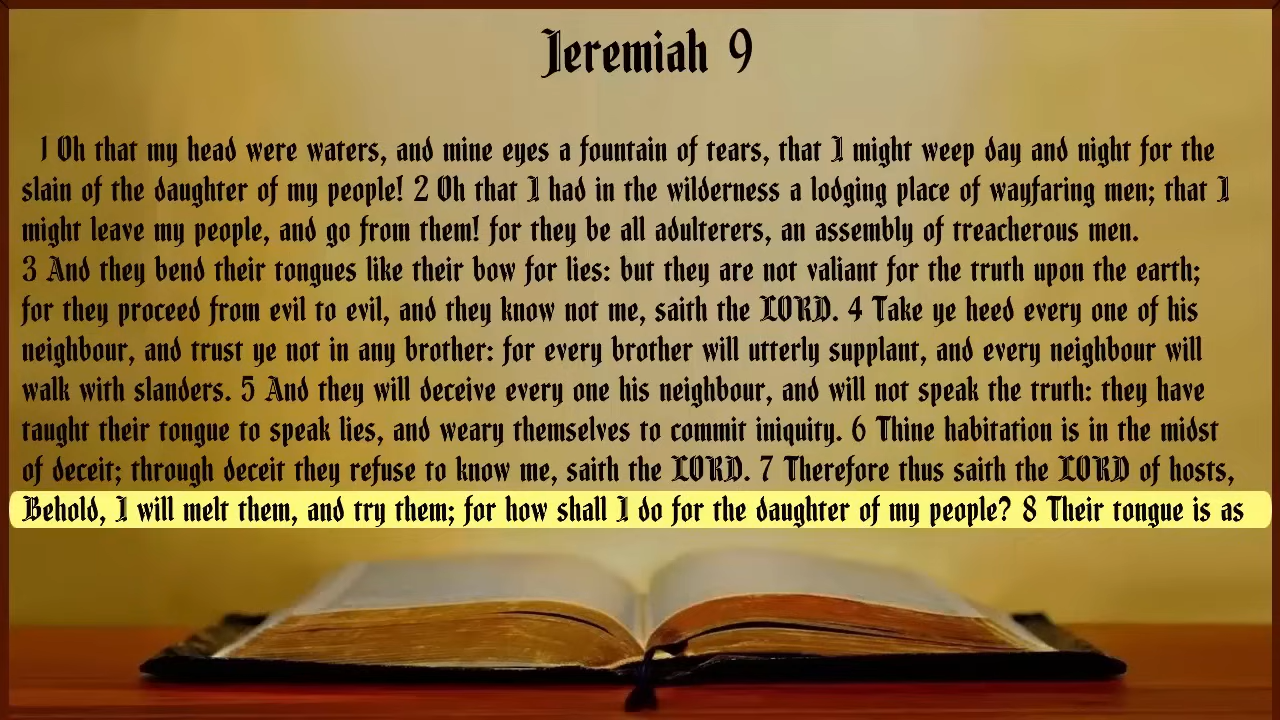 Jeremiah 9
1 Oh that my head were waters, and mine eyes a fountain of tears, that I might weep day and night for the
slain of the daughter of my people! 2 Oh that I had in the wilderness a lodging place of wayfaring men; that I
might leave my people, and go from them! for they be all adulterers, an assembly of treacherous men.
3 And they bend their tongues like their bow for lies: but they are not valiant for the truth upon the earth;
for they proceed from evil to evil, and they know not me, saith the LORD. 4 Take ye heed every one of his
neighbour, and trust ye not in any brother: for every brother will utterly supplant, and every neighbour will
walk with slanders. 5 And they will deceive every one his neighbour, and will not speak the truth: they have
taught their tongue to speak lies, and weary themselves to commit iniquity. 6 Thine habitation is in the midst
of deceit; through deceit they refuse to know me, saith the LORD. 7 Therefore thus saith the LORD of hosts,
Behold, I will melt them, and try them; for how shall I do for the daughter of my people? 8 Their tongue is as